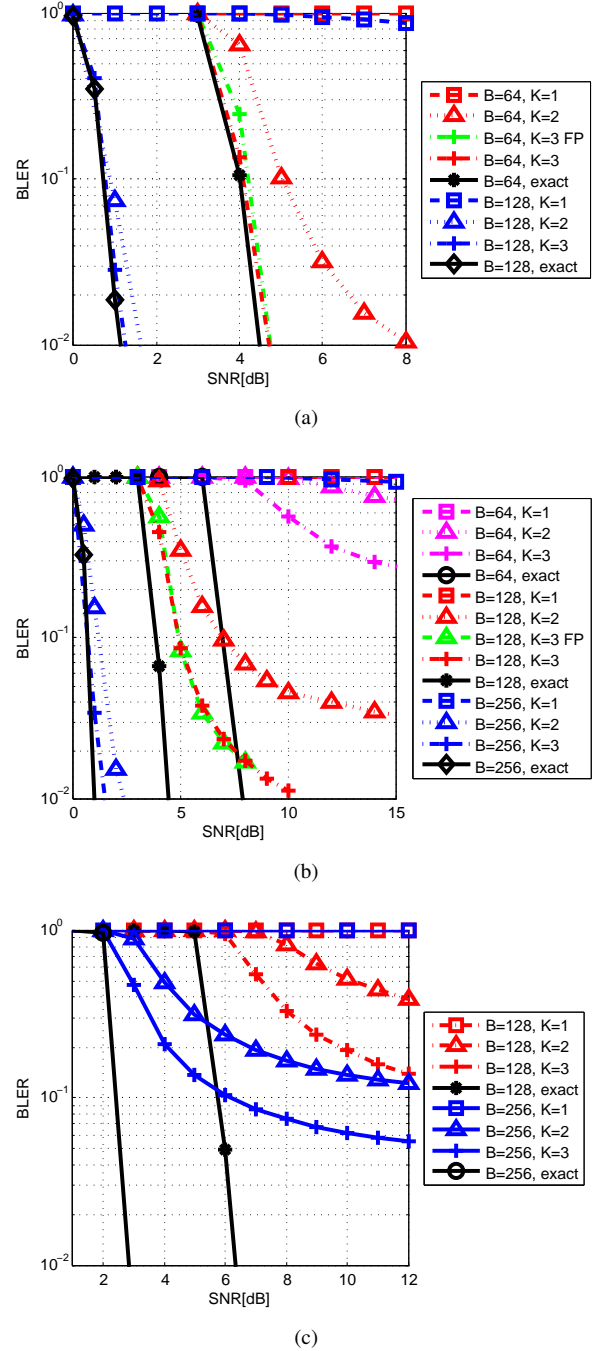 10^0
10^-1
10^-2
BLER
0 2 4 6 8
SNR[dB]
B=64, K=1
B=64, K=2
B=64, K=3 FP
B=64, K=3
B=64, exact
B=128, K=1
B=128, K=2
B=128, K=3
B=128, exact
(a)
10^0
10^-1
10^-2
BLER
0 5 10 15
SNR[dB]
B=64, K=1
B=64, K=2
B=64, K=3
B=64, exact
B=128, K=1
B=128, K=2
B=128, K=3 FP
B=128, K=3
B=128, exact
B=256, K=1
B=256, K=2
B=256, K=3
B=256, exact
(b)
10^0
10^-1
10^-2
BLER
2 4 6 8 10 12
SNR[dB]
B=128, K=1
B=128, K=2
B=128, K=3
B=128, exact
B=256, K=1
B=256, K=2
B=256, K=3
B=256, exact
(c)